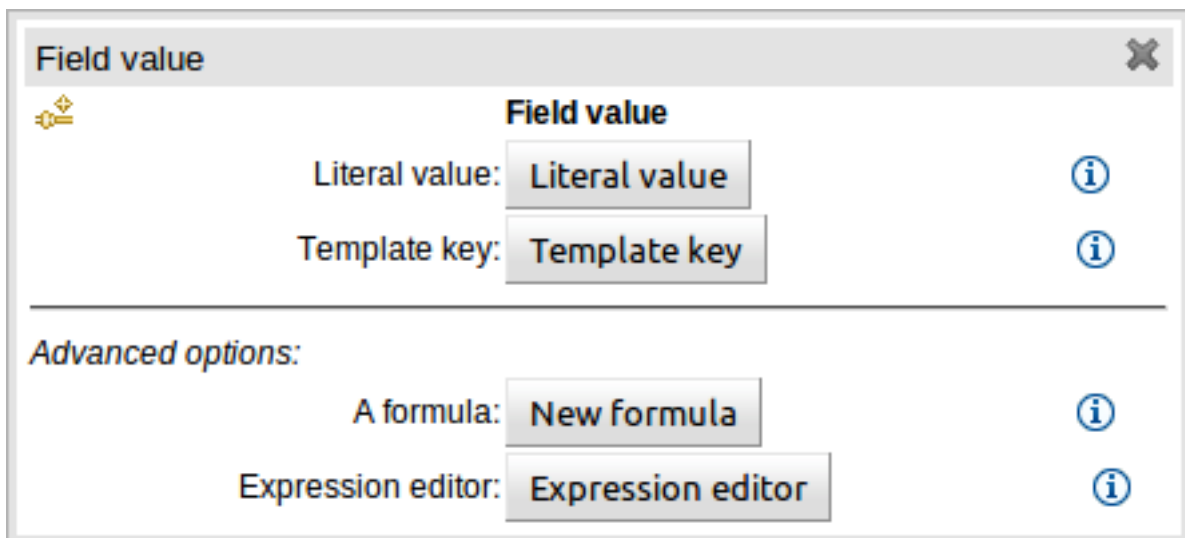 Field value
Field value
Literal value: Literal value
Template key: Template key
Advanced options:
A formula: New formula
Expression editor: Expression editor